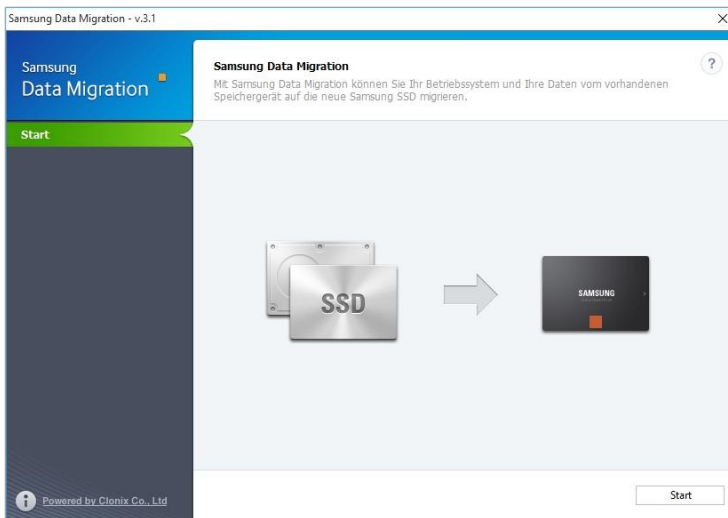 Samsung Data Migration - v.3.1
Samsung
Data Migration
Samsung Data Migration
Mit Samsung Data Migration können Sie Ihr Betriebssystem und Ihre Daten vom vorhandenen
Speichergerät auf die neue Samsung SSD migrieren.
?
Start
SSD
SAMSUNG
Powered by Clonix Co., Ltd
Start